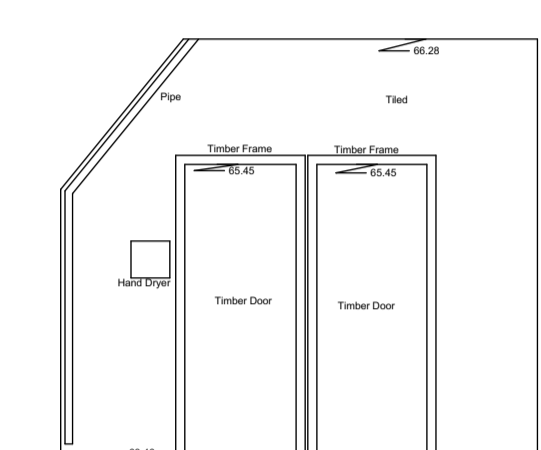 66.28
Pipe
Tiled
Timber Frame
Timber Frame
65.45
65.45
Hand Dryer
Timber Door
Timber Door